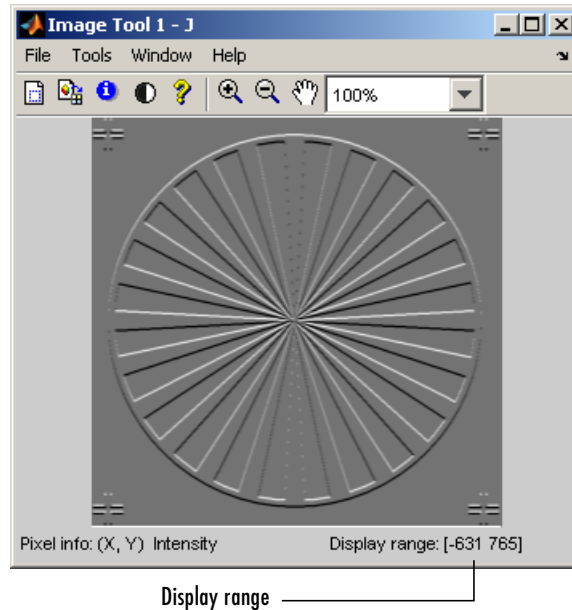 Image Tool 1 - J
File Tools Window Help
100%
Pixel info: (X, Y) Intensity
Display range: [-631 765]
Display range